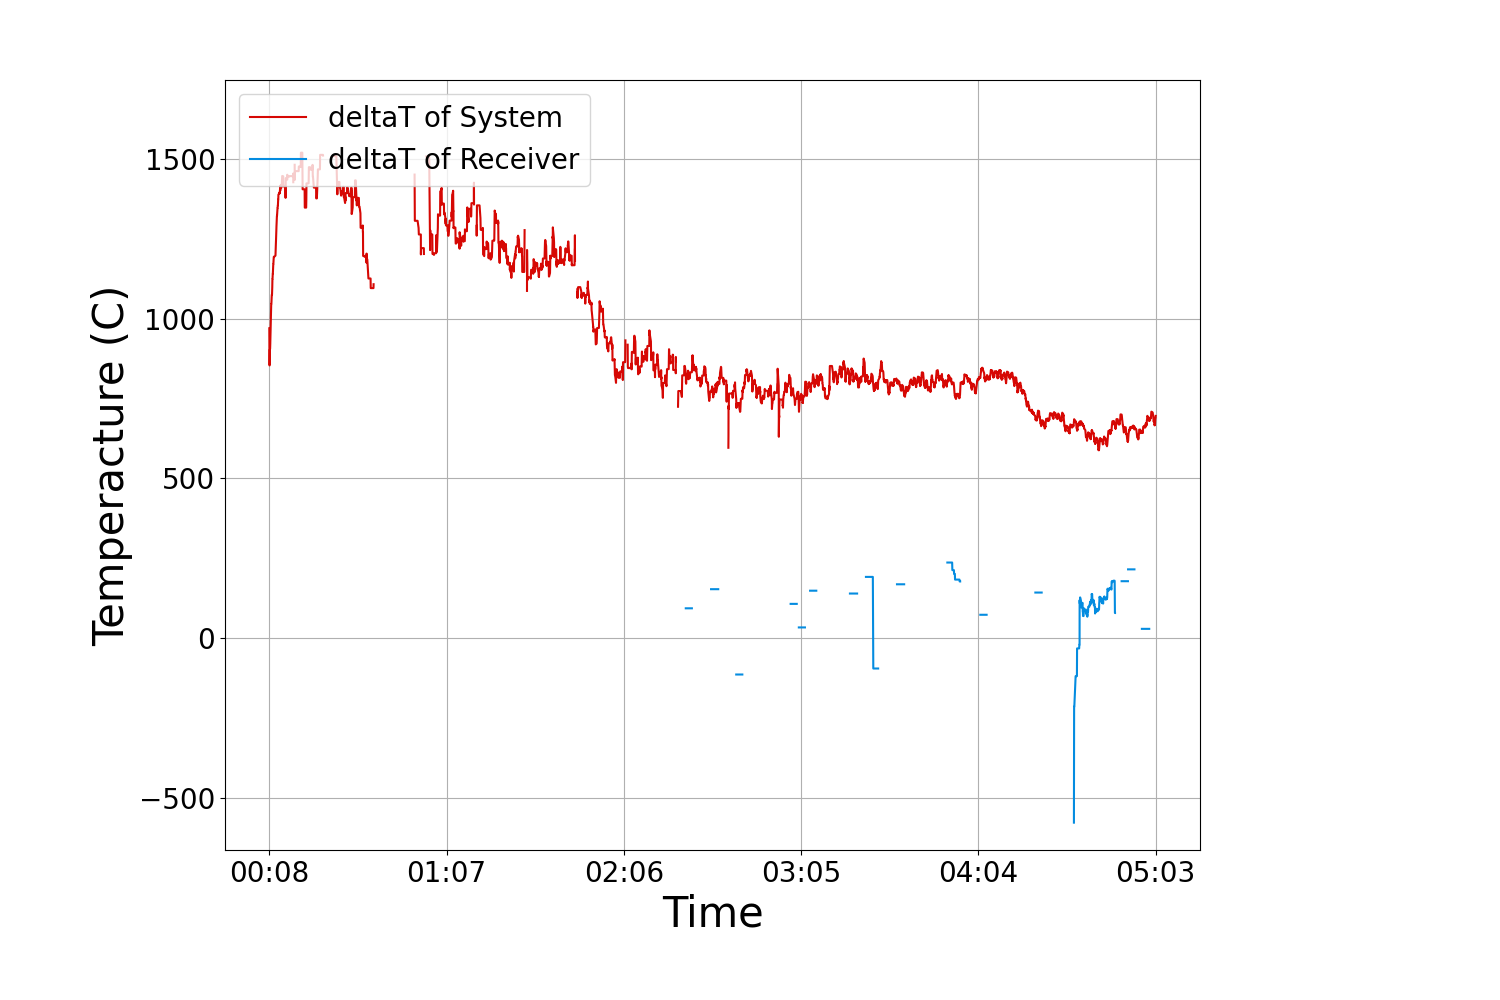 deltaT of System
deltaT of Receiver
Temperacture (C)
1500
1000
500
0
−500
00:08 01:07 02:06 03:05 04:04 05:03
Time